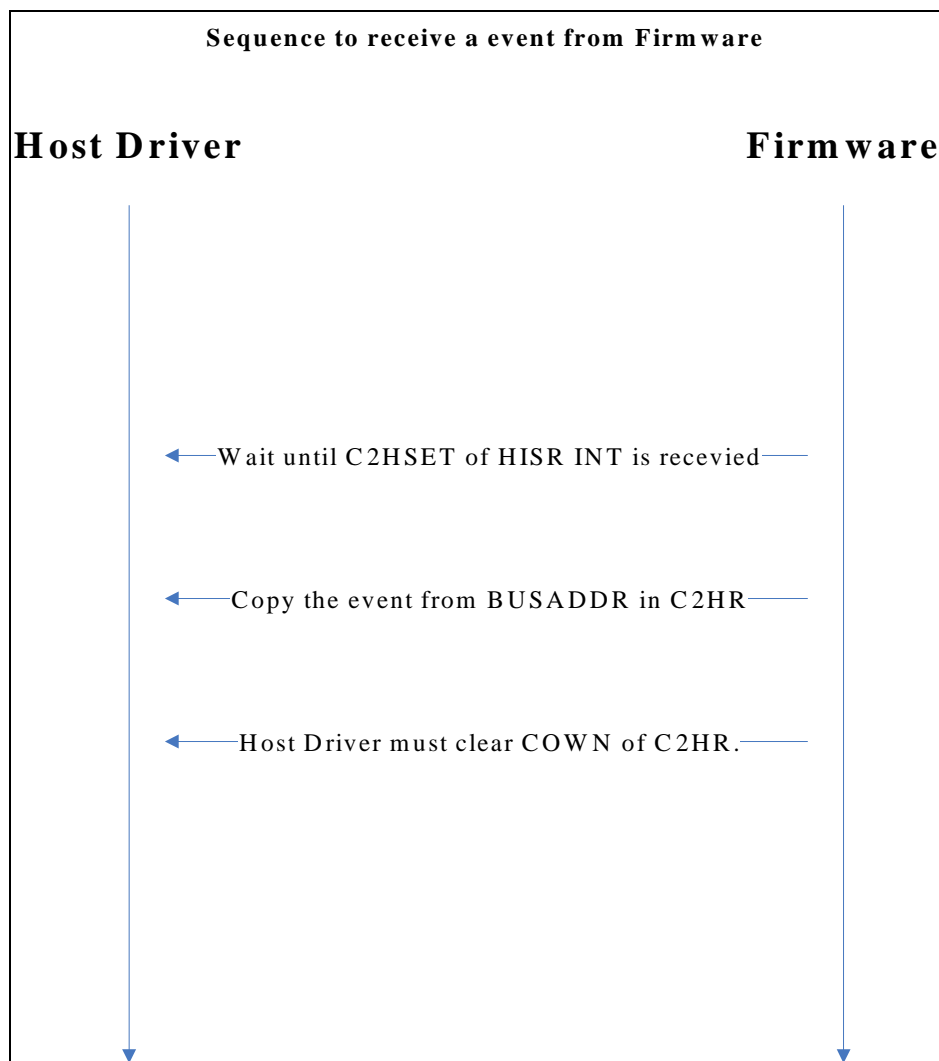 Sequence to receive a event from Firmware
Host Driver
Firmware
Wait until C2HSET of HISR INT is recevied
Copy the event from BUSADDR in C2HR
Host Driver must clear COWN of C2HR.